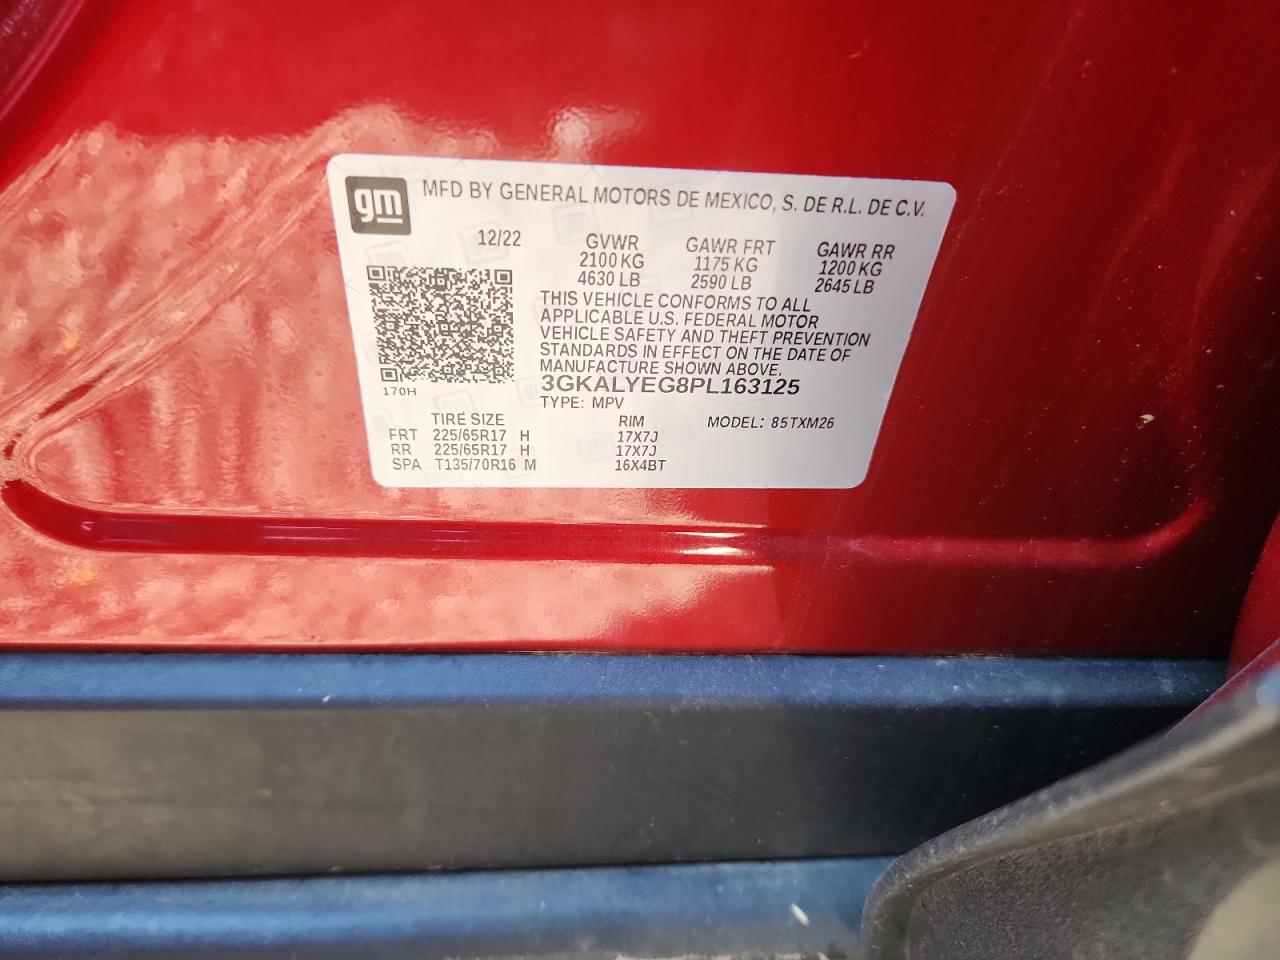 gm MFD BY GENERAL MOTORS DE MEXICO, S. DE R.L. DE C.V.
12/22 GVWR GAWR FRT GAWR RR
2100 KG 1175 KG 1200 KG
4630 LB 2590 LB 2645 LB
THIS VEHICLE CONFORMS TO ALL
APPLICABLE U.S. FEDERAL MOTOR
VEHICLE SAFETY AND THEFT PREVENTION
STANDARDS IN EFFECT ON THE DATE OF
MANUFACTURE SHOWN ABOVE.
3GKALYEG8PL163125
170H
TYPE: MPV
TIRE SIZE RIM MODEL: 85TXM26
FRT 225/65R17 H 17X7J
RR 225/65R17 H 17X7J
SPA T135/70R16 M 16X4BT